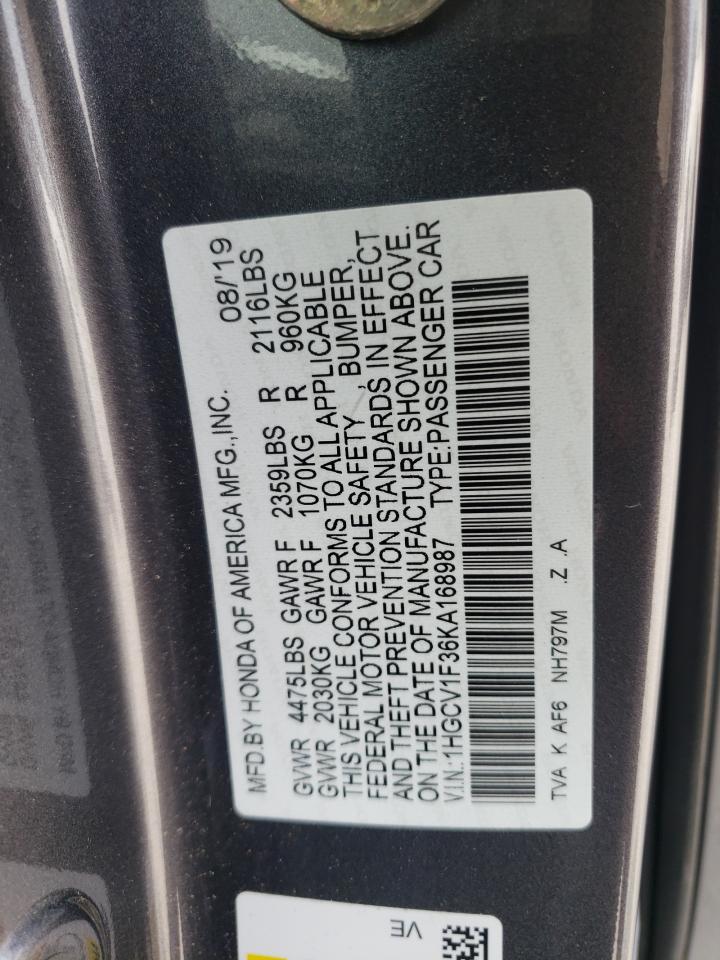 MFD.BY HONDA OF AMERICA MFG.,INC. 08/'19
GVWR 4475LBS GAWR F 2359LBS R 2116LBS
GVWR 2030KG GAWR F 1070KG R 960KG
THIS VEHICLE CONFORMS TO ALL APPLICABLE
FEDERAL MOTOR VEHICLE SAFETY, BUMPER,
AND THEFT PREVENTION STANDARDS IN EFFECT
ON THE DATE OF MANUFACTURE SHOWN ABOVE.
V.I.N.:1HGCV1F36KA168987 TYPE:PASSENGER CAR
TVA K AF6 NH797M .Z .A
VE